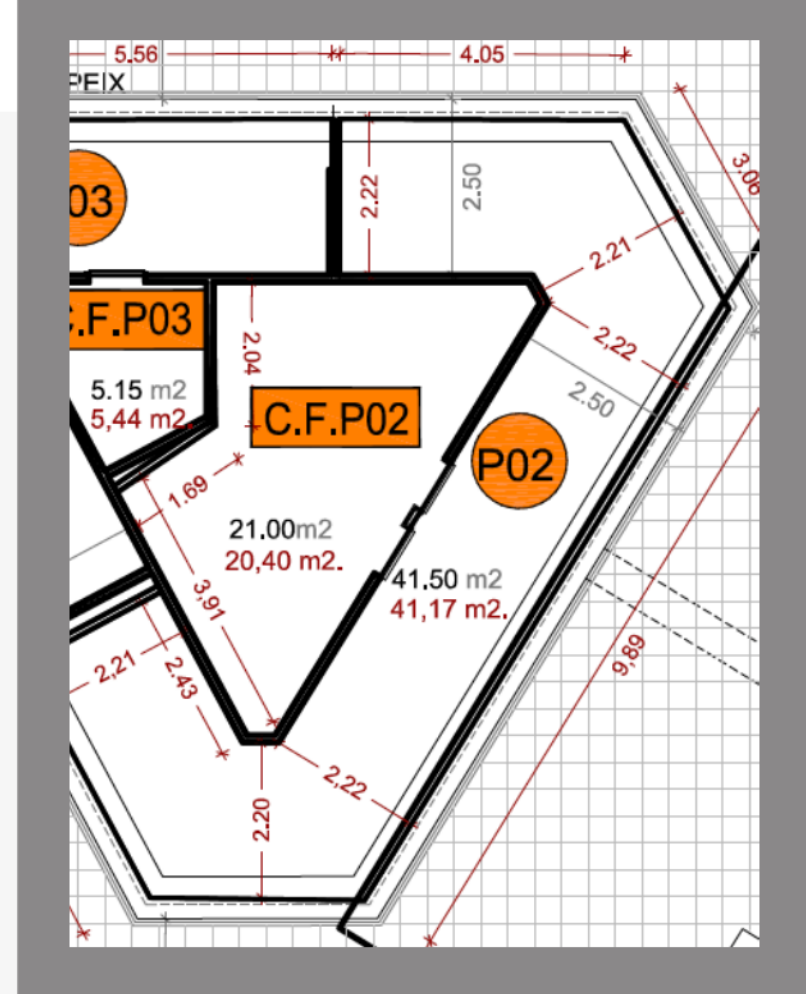 5.56
4.05
PEIX
3.06
03
2.22
2.50
2.21
C.F.P03
2.04
2,22
5.15 m2
5,44 m2.
C.F.P02
2.50
P02
1.69
21.00m2
20,40 m2.
3,91
41.50 m2
41,17 m2.
2,21
2.43
9,89
2,22
2.20